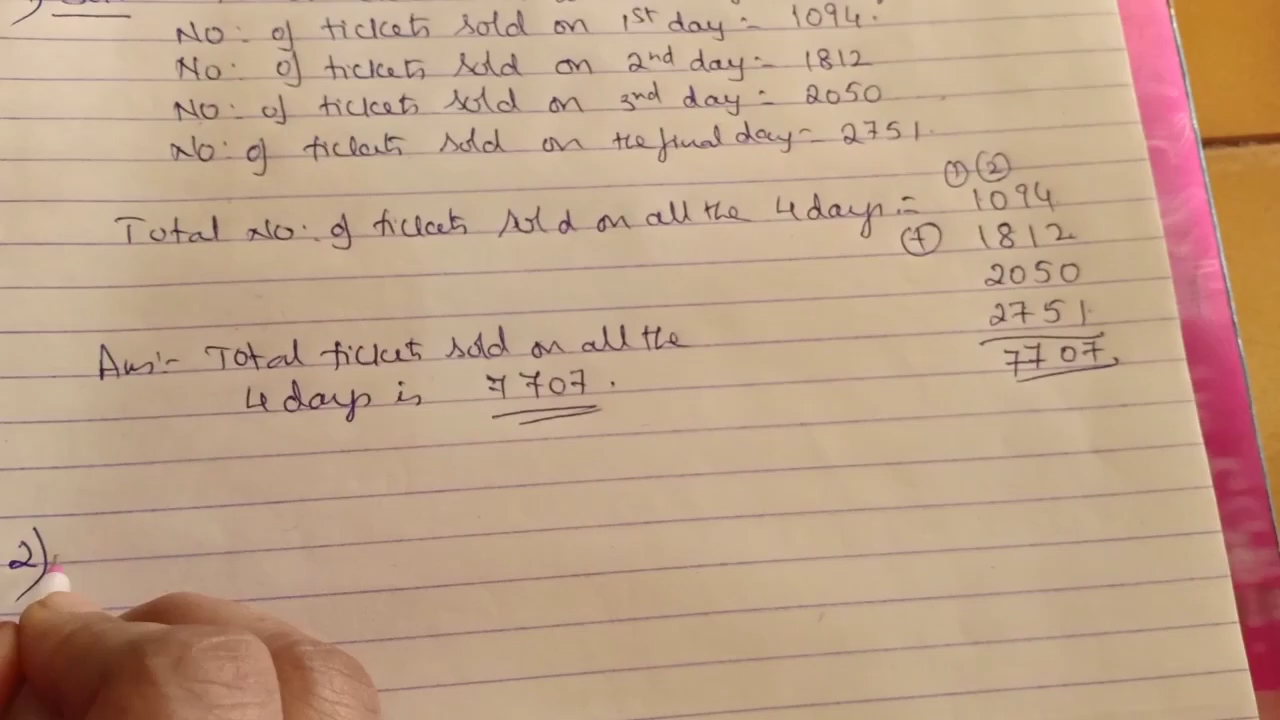 No: of tickets sold on 1st day = 1094.
No: of tickets sold on 2nd day = 1812
No: of tickets sold on 3nd day = 2050
No: of tickets sold on the final day = 2751.
① ②
Total No: of tickets sold on all the 4 days = 1094
(+) 1812
2050
2751.
7707.
Ans:- Total tickets sold on all the
4 days is 7707.
2)